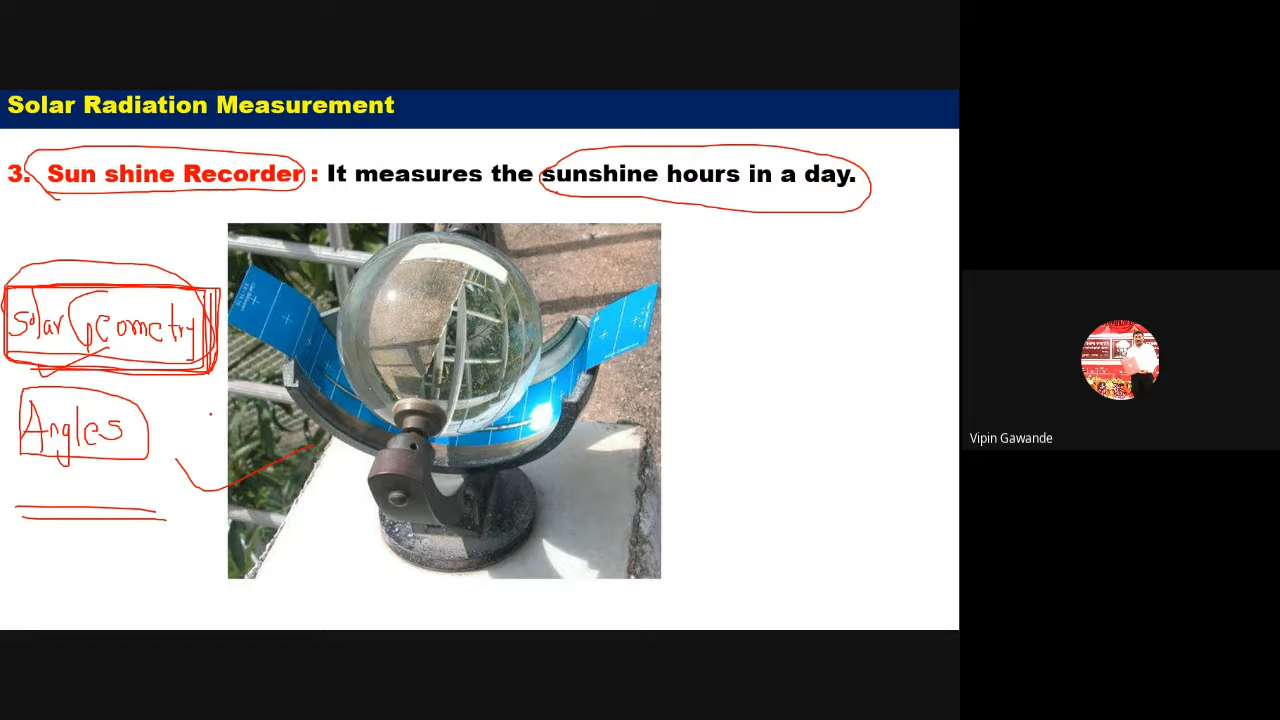 Solar Radiation Measurement
3. Sun shine Recorder : It measures the sunshine hours in a day.
Solar Geometry
Angles
Vipin Gawande